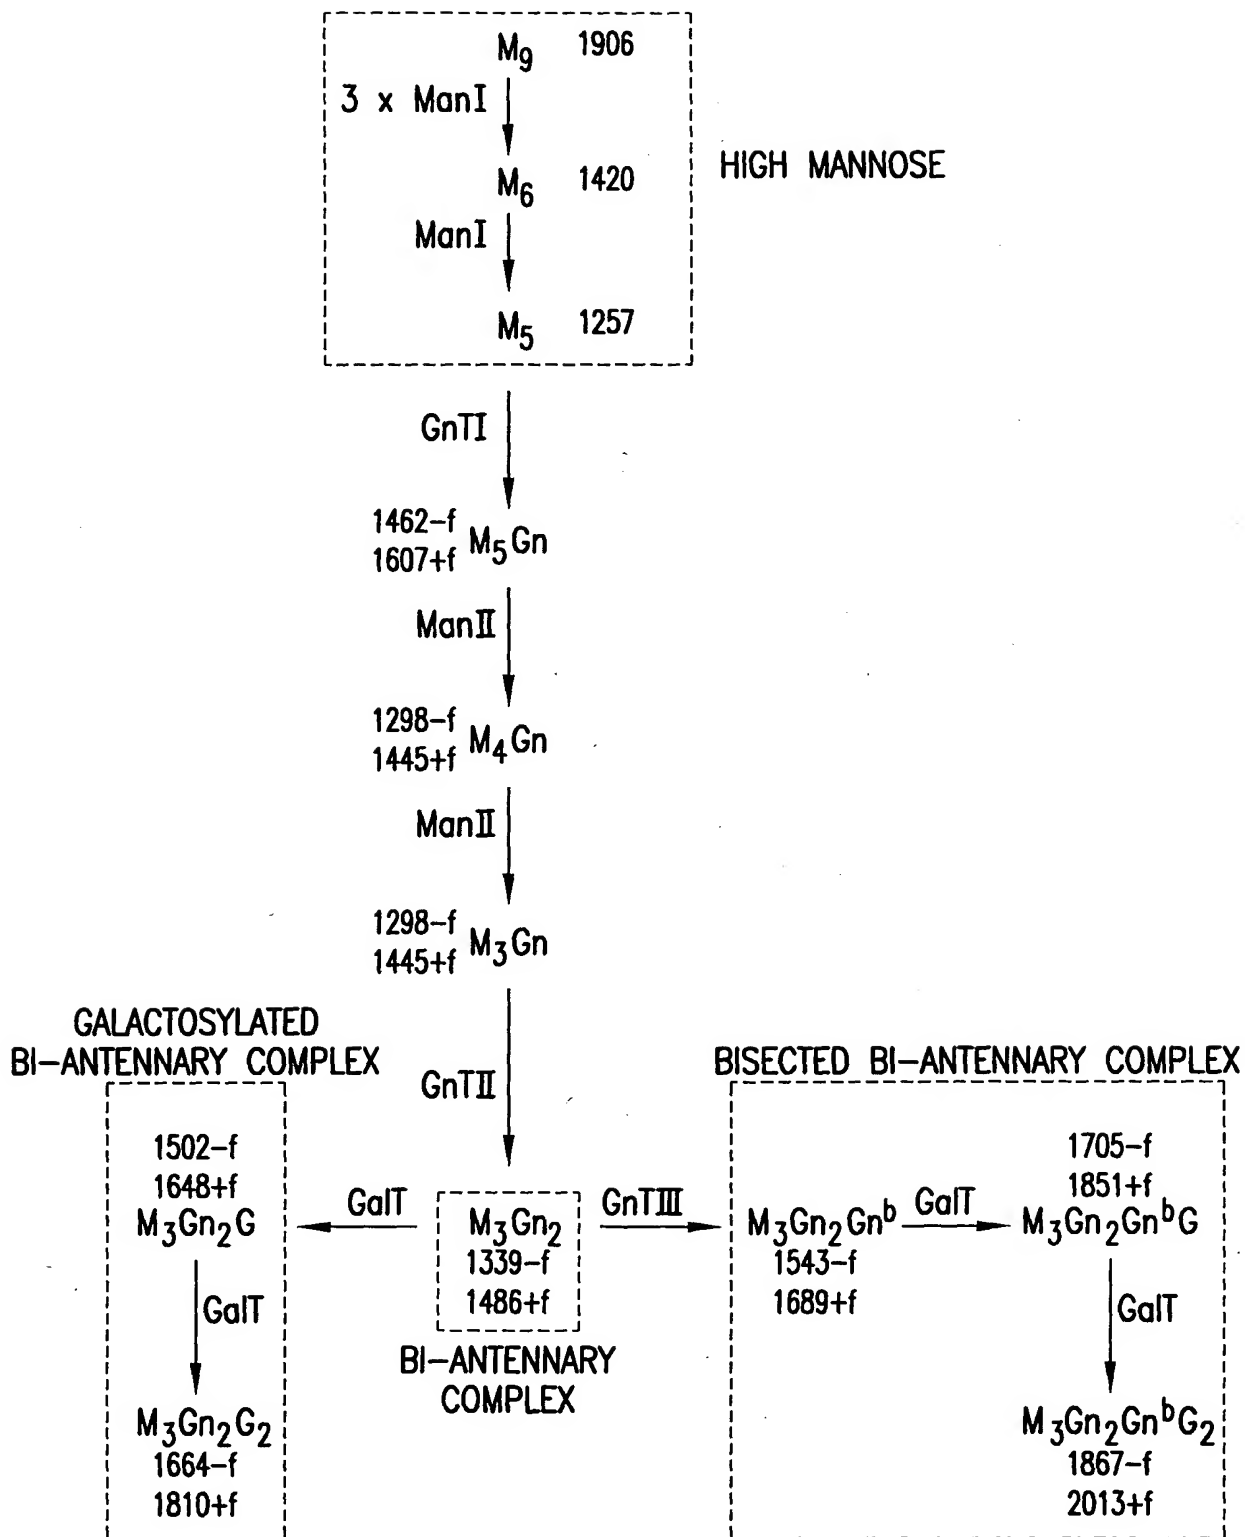 M₉ 1906
3 x ManI
M₆ 1420
HIGH MANNOSE
ManI
M₅ 1257
GnTI
1462-f
1607+f M₅Gn
ManII
1298-f
1445+f M₄Gn
ManII
1298-f
1445+f M₃Gn
GnTII
GALACTOSYLATED
BI-ANTENNARY COMPLEX
1502-f
1648+f
M₃Gn₂G
GalT
M₃Gn₂G₂
1664-f
1810+f
GalT
M₃Gn₂
1339-f
1486+f
BI-ANTENNARY
COMPLEX
GnTIII
BISECTED BI-ANTENNARY COMPLEX
M₃Gn₂Gnᵇ
1543-f
1689+f
GalT
1705-f
1851+f
M₃Gn₂GnᵇG
GalT
M₃Gn₂GnᵇG₂
1867-f
2013+f